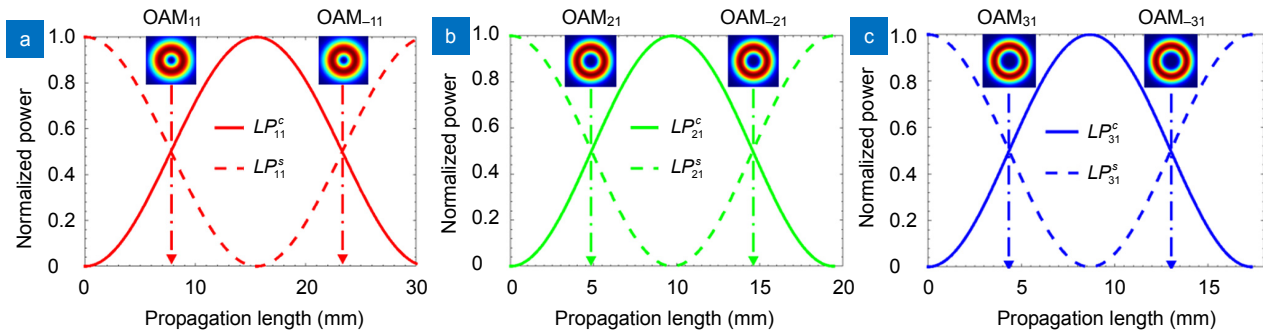 a
OAM₁₁
OAM₋₁₁
Normalized power
1.0
0.8
0.6
0.4
0.2
0
LP₁₁ᶜ
LP₁₁ˢ
0 10 20 30
Propagation length (mm)
b
OAM₂₁
OAM₋₂₁
Normalized power
1.0
0.8
0.6
0.4
0.2
0
LP₂₁ᶜ
LP₂₁ˢ
0 5 10 15 20
Propagation length (mm)
c
OAM₃₁
OAM₋₃₁
Normalized power
1.0
0.8
0.6
0.4
0.2
0
LP₃₁ᶜ
LP₃₁ˢ
0 5 10 15
Propagation length (mm)